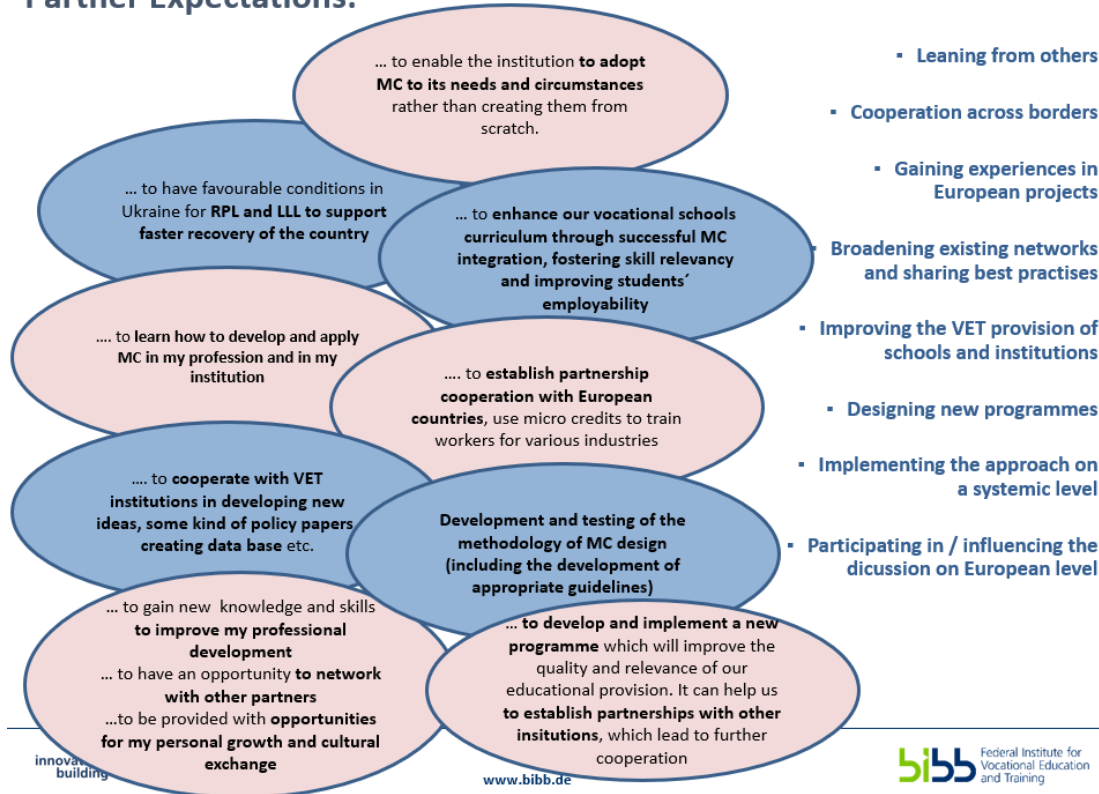 Partner Expectations:
… to enable the institution to adopt
MC to its needs and circumstances
rather than creating them from
scratch.
… to have favourable conditions in
Ukraine for RPL and LLL to support
faster recovery of the country
… to enhance our vocational schools
curriculum through successful MC
integration, fostering skill relevancy
and improving students´
employability
…. to learn how to develop and apply
MC in my profession and in my
institution
…. to establish partnership
cooperation with European
countries, use micro credits to train
workers for various industries
…. to cooperate with VET
institutions in developing new
ideas, some kind of policy papers
creating data base etc.
Development and testing of the
methodology of MC design
(including the development of
appropriate guidelines)
… to gain new knowledge and skills
to improve my professional
development
… to have an opportunity to network
with other partners
…to be provided with opportunities
for my personal growth and cultural
exchange
… to develop and implement a new
programme which will improve the
quality and relevance of our
educational provision. It can help us
to establish partnerships with other
insitutions, which lead to further
cooperation
▪ Leaning from others
▪ Cooperation across borders
▪ Gaining experiences in
European projects
▪ Broadening existing networks
and sharing best practises
▪ Improving the VET provision of
schools and institutions
▪ Designing new programmes
▪ Implementing the approach on
a systemic level
▪ Participating in / influencing the
dicussion on European level
building
www.bibb.de
bibb
Federal Institute for
Vocational Education
and Training